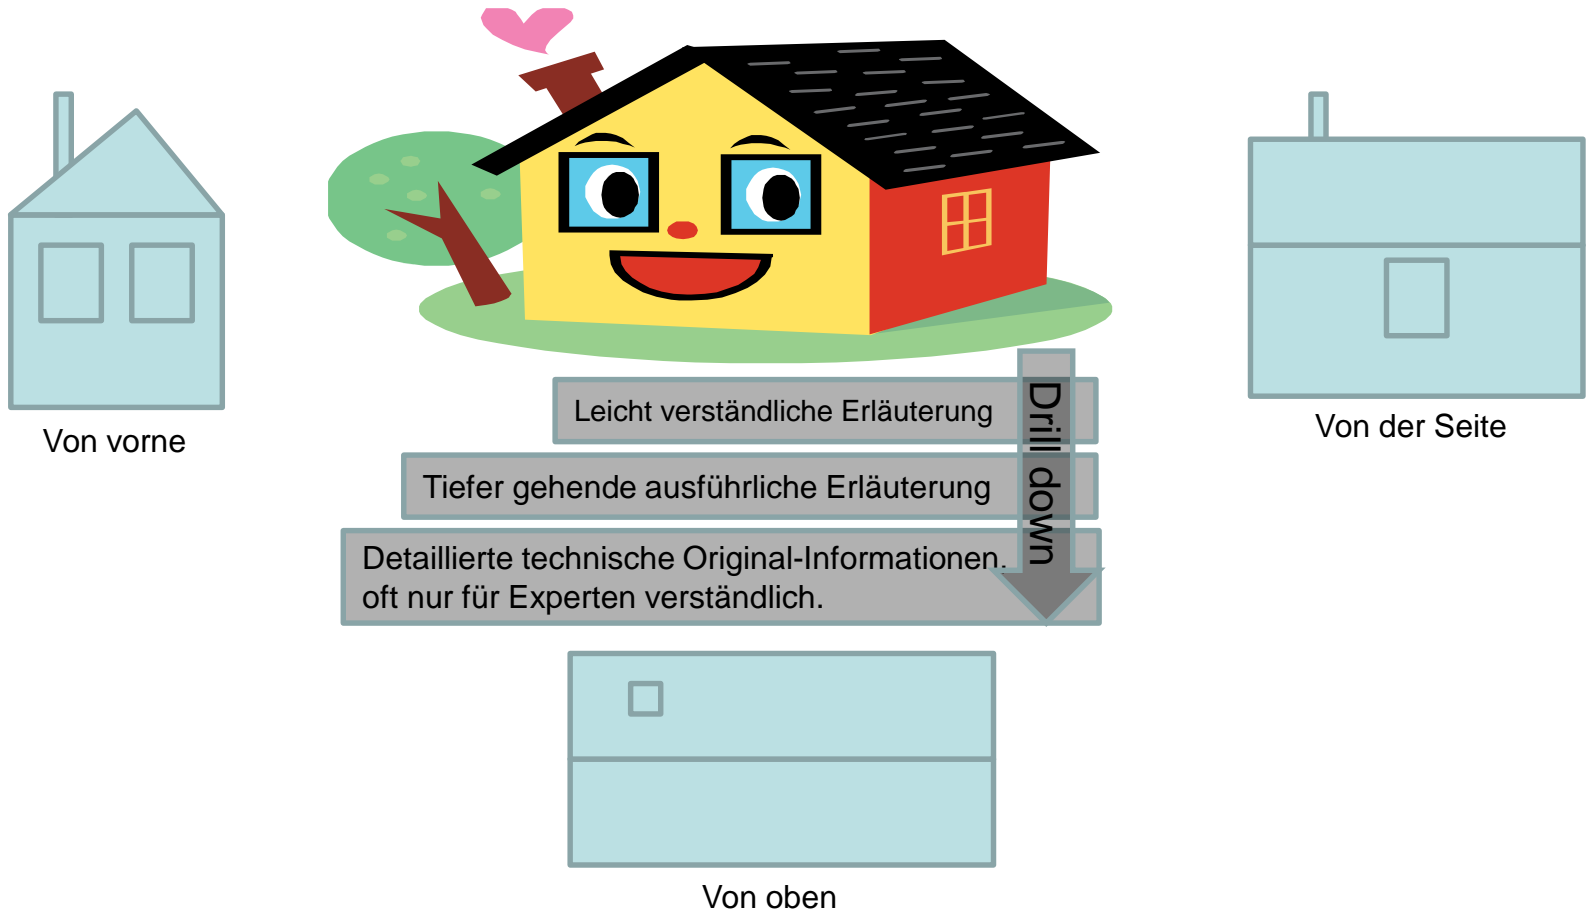 Leicht verständliche Erläuterung
Drill down
Von vorne
Von der Seite
Tiefer gehende ausführliche Erläuterung
Detaillierte technische Original-Informationen,
oft nur für Experten verständlich.
Von oben